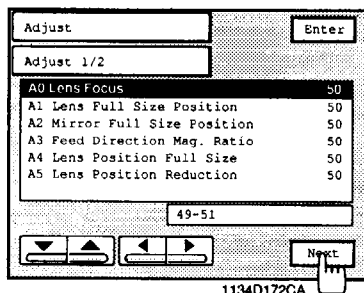 Adjust
Enter
Adjust 1/2
A0 Lens Focus 50
A1 Lens Full Size Position 50
A2 Mirror Full Size Position 50
A3 Feed Direction Mag. Ratio 50
A4 Lens Position Full Size 50
A5 Lens Position Reduction 50
49-51
Next
1134D172CA